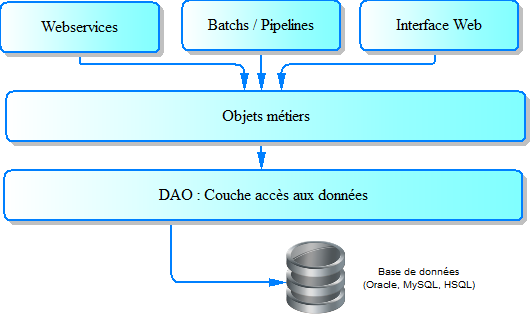 Webservices
Batchs / Pipelines
Interface Web
Objets métiers
DAO : Couche accès aux données
Base de données
(Oracle, MySQL, HSQL)